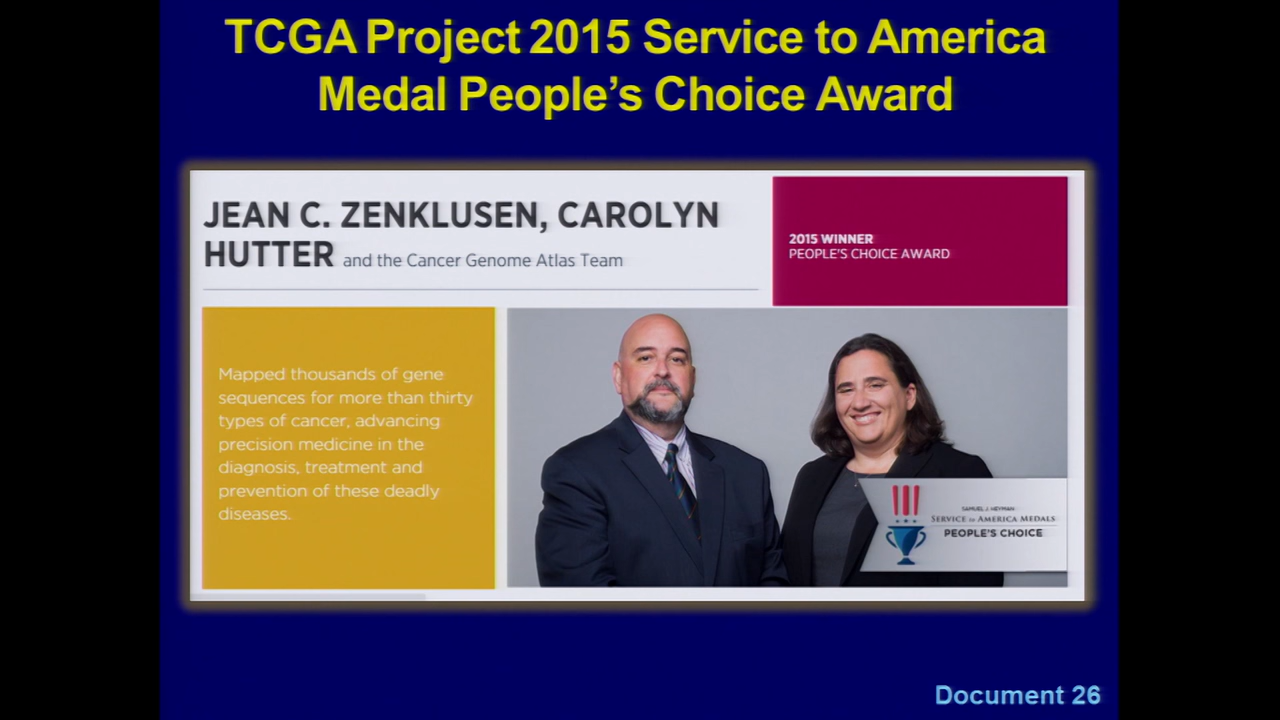 TCGA Project 2015 Service to America
Medal People's Choice Award
JEAN C. ZENKLUSEN, CAROLYN
HUTTER and the Cancer Genome Atlas Team
2015 WINNER
PEOPLE'S CHOICE AWARD
Mapped thousands of gene
sequences for more than thirty
types of cancer, advancing
precision medicine in the
diagnosis, treatment and
prevention of these deadly
diseases.
SAMUEL J. HEYMAN
SERVICE to AMERICA MEDALS
PEOPLE'S CHOICE
Document 26